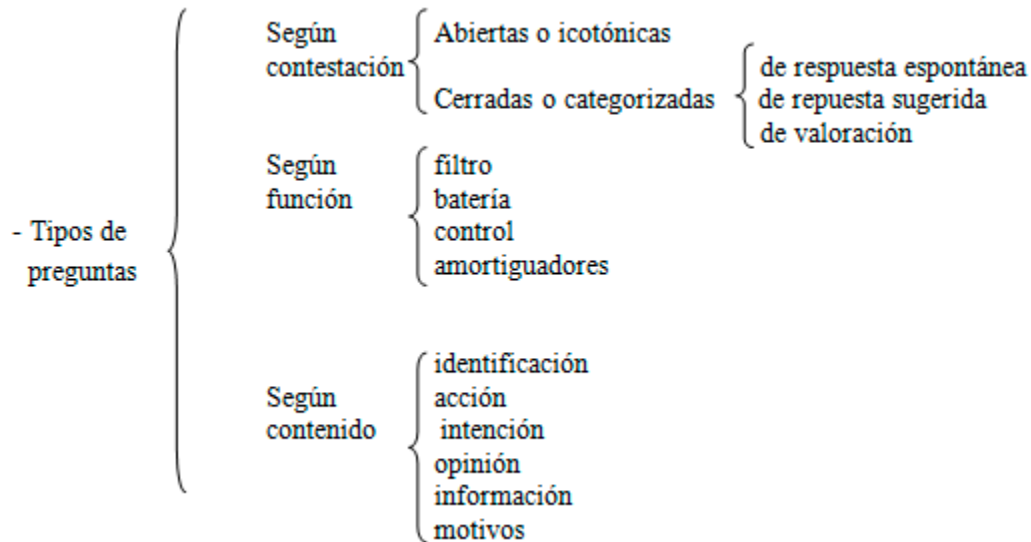 - Tipos de
preguntas
Según
contestación
Abiertas o icotónicas
Cerradas o categorizadas
de respuesta espontánea
de repuesta sugerida
de valoración
Según
función
filtro
batería
control
amortiguadores
Según
contenido
identificación
acción
intención
opinión
información
motivos